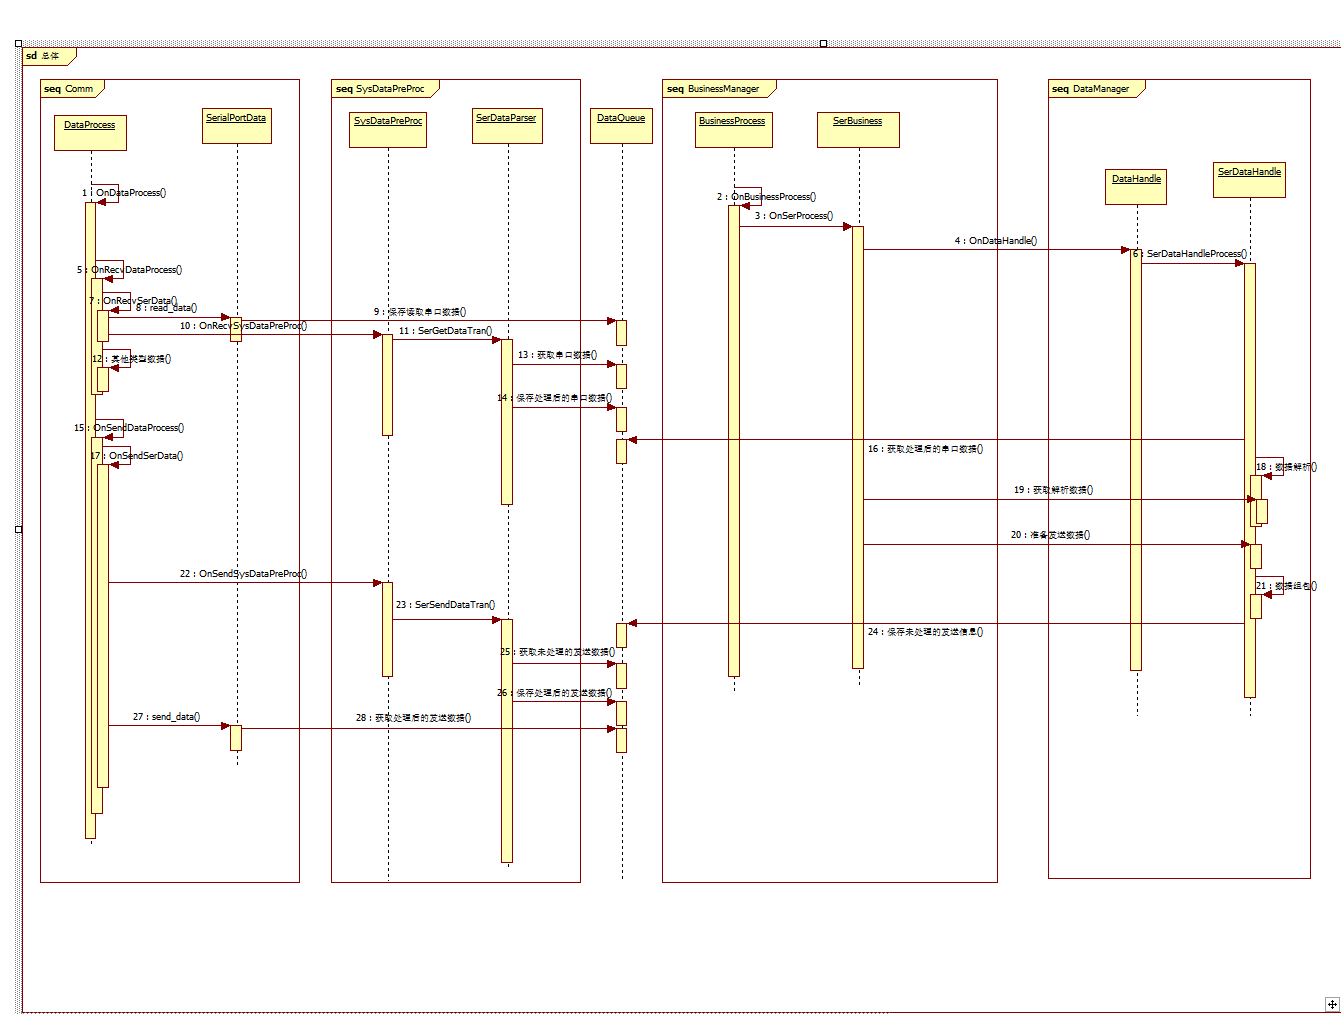 sd 总体
seq Comm
seq SysDataPreProc
seq BusinessManager
seq DataManager
DataProcess
SerialPortData
SysDataPreProc
SerDataParser
DataQueue
BusinessProcess
SerBusiness
DataHandle
SerDataHandle
1 : OnDataProcess()
2 : OnBusinessProcess()
3 : OnSerProcess()
4 : OnDataHandle()
5 : OnRecvDataProcess()
6 : SerDataHandleProcess()
7 : OnRecvSerData()
8 : read_data()
9 : 保存读取串口数据()
10 : OnRecvSysDataPreProc()
11 : SerGetDataTran()
12 : 其他类型数据()
13 : 获取串口数据()
14 : 保存处理后的串口数据()
15 : OnSendDataProcess()
16 : 获取处理后的串口数据()
17 : OnSendSerData()
18 : 数据解析()
19 : 获取解析数据()
20 : 准备发送数据()
21 : 数据组包()
22 : OnSendSysDataPreProc()
23 : SerSendDataTran()
24 : 保存未处理的发送信息()
25 : 获取未处理的发送数据()
26 : 保存处理后的发送数据()
27 : send_data()
28 : 获取处理后的发送数据()